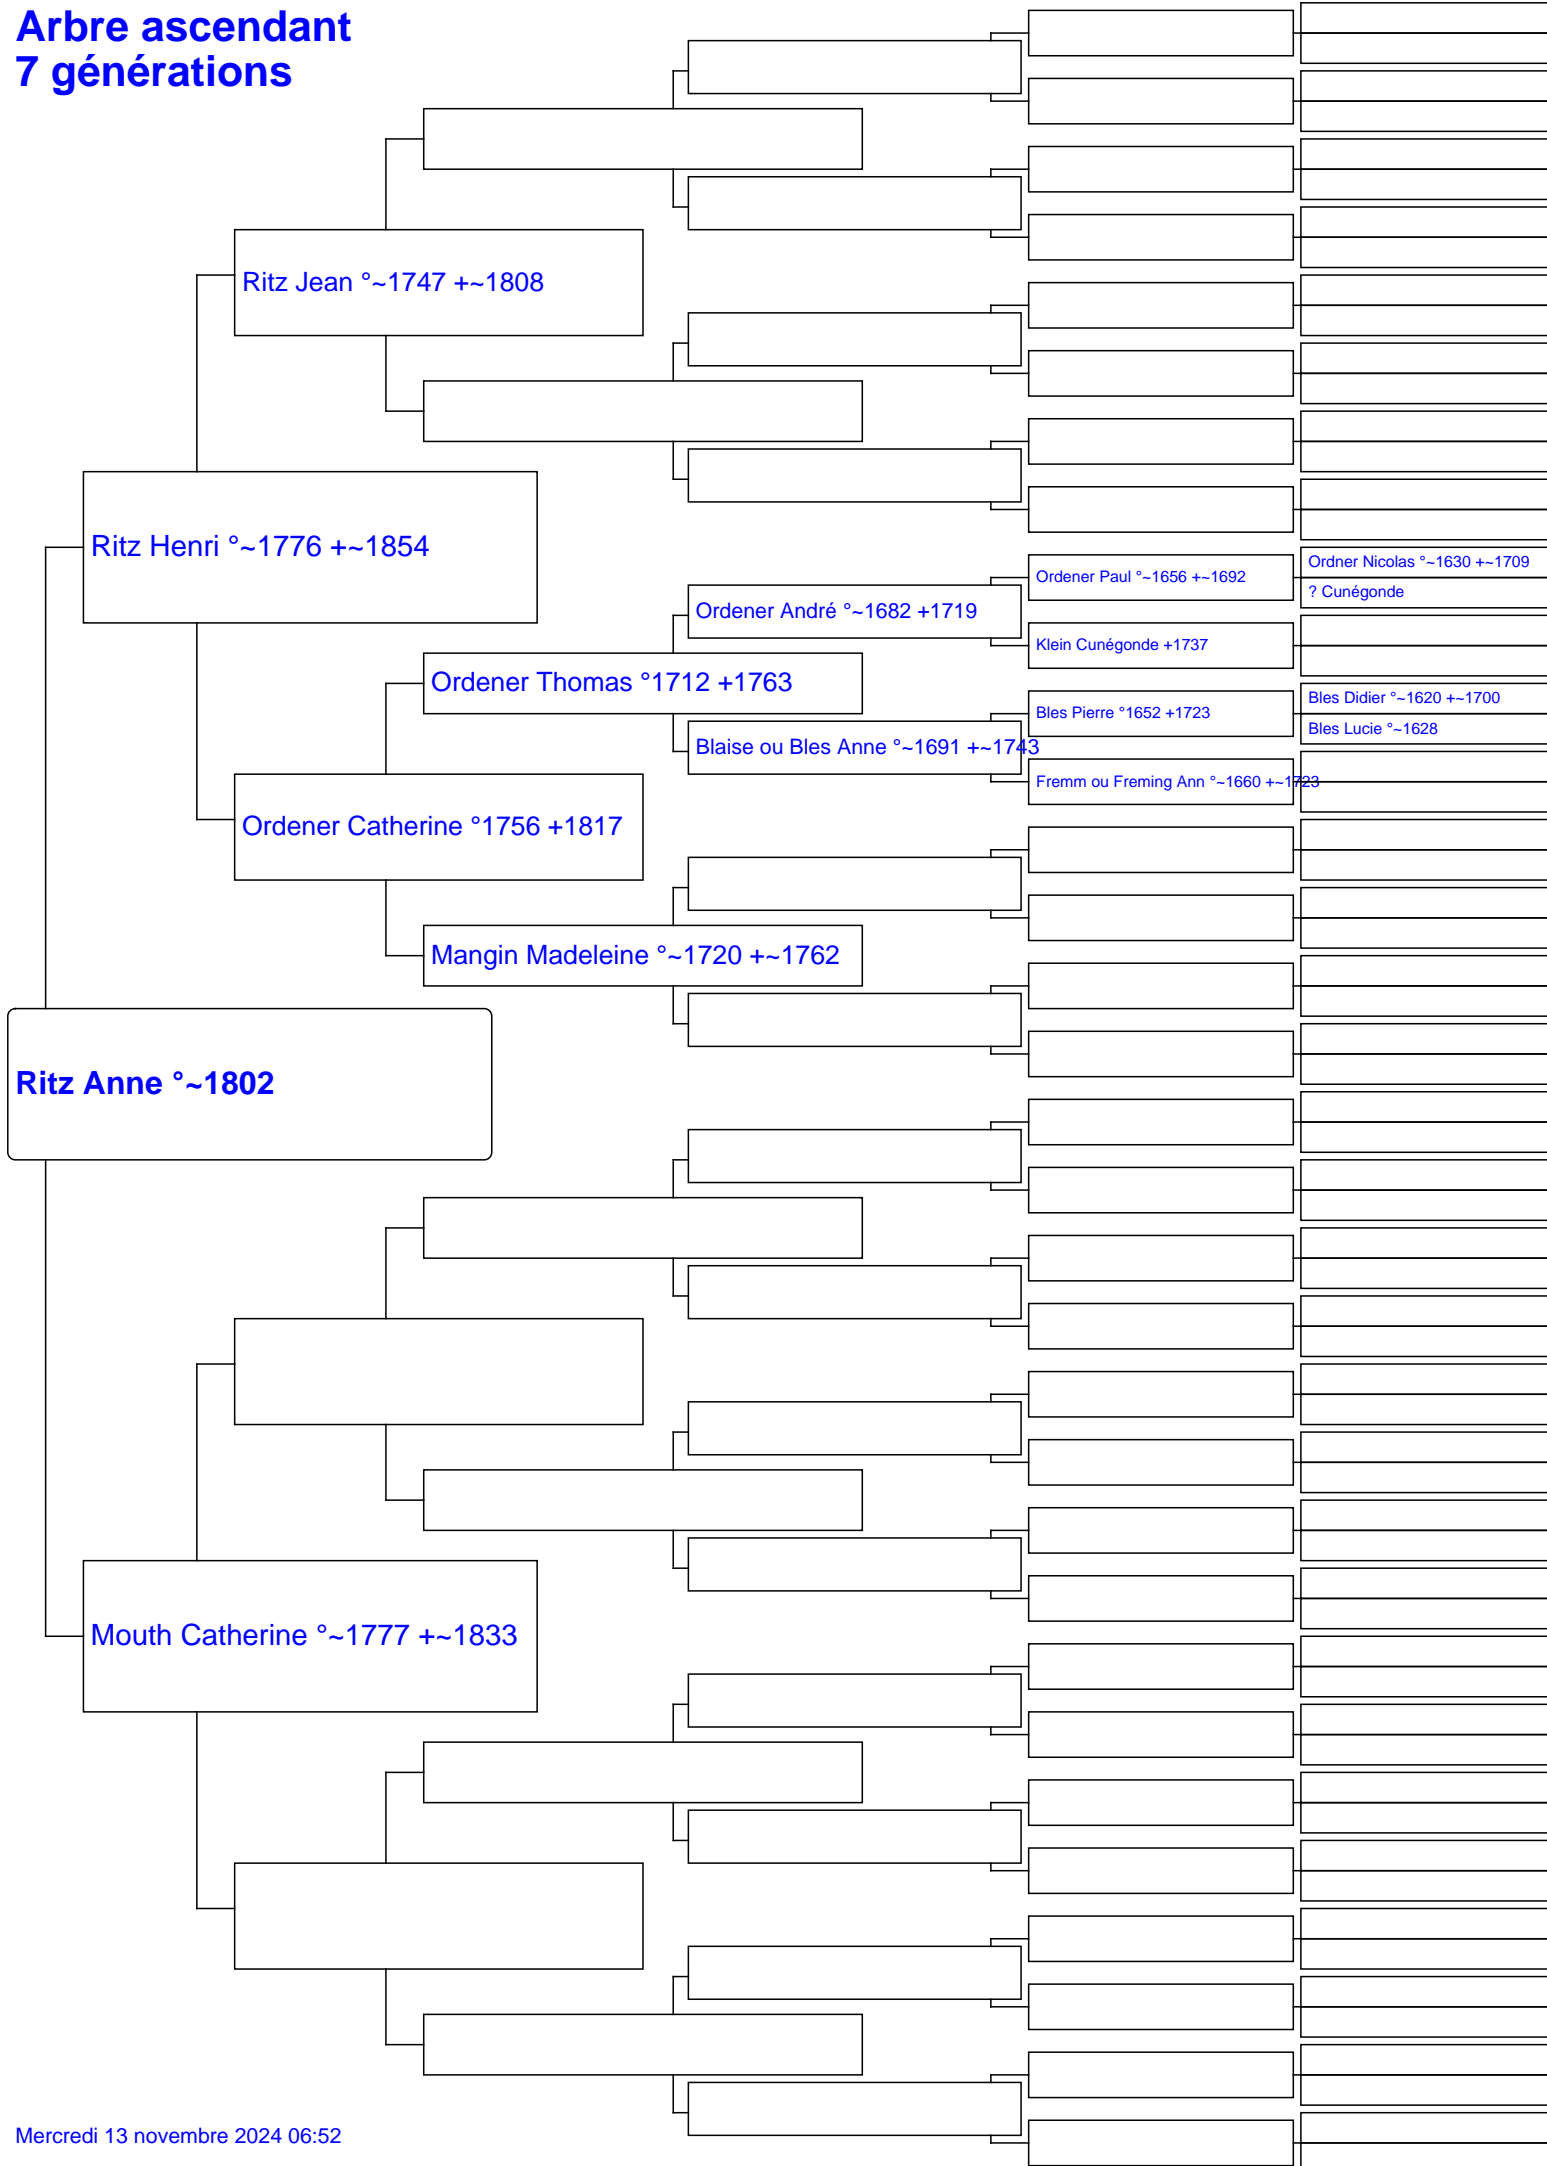 Arbre ascendant
7 générations
Ritz Jean °~1747 +~1808
Ritz Henri °~1776 +~1854
Ordner Nicolas °~1630 +~1709
Ordener Paul °~1656 +~1692
? Cunégonde
Ordener André °~1682 +1719
Klein Cunégonde +1737
Ordener Thomas °1712 +1763
Bles Didier °~1620 +~1700
Bles Pierre °1652 +1723
Bles Lucie °~1628
Blaise ou Bles Anne °~1691 +~1743
Fremm ou Freming Ann °~1660 +~1723
Ordener Catherine °1756 +1817
Mangin Madeleine °~1720 +~1762
Ritz Anne °~1802
Mouth Catherine °~1777 +~1833
Mercredi 13 novembre 2024 06:52